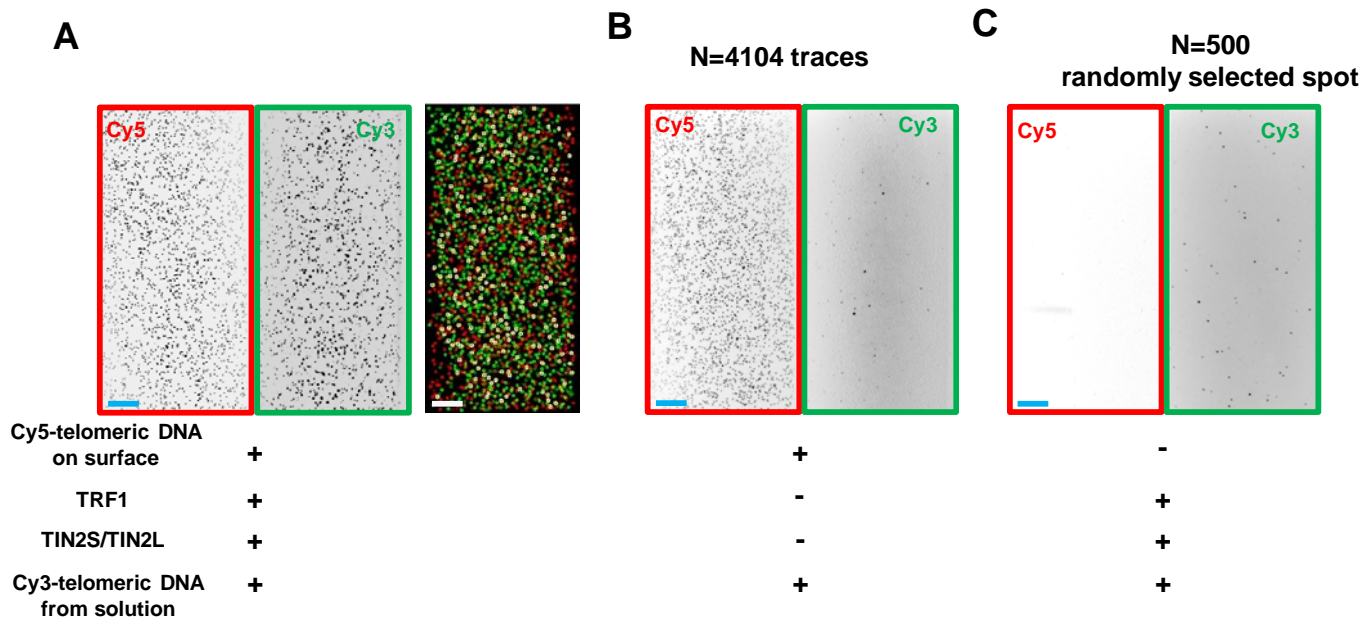 A
B
C
N=4104 traces
N=500
randomly selected spot
Cy5
Cy3
Cy5
Cy3
Cy5
Cy3
Cy5-telomeric DNA
on surface
+
+
-
TRF1
+
-
+
TIN2S/TIN2L
+
-
+
Cy3-telomeric DNA
from solution
+
+
+